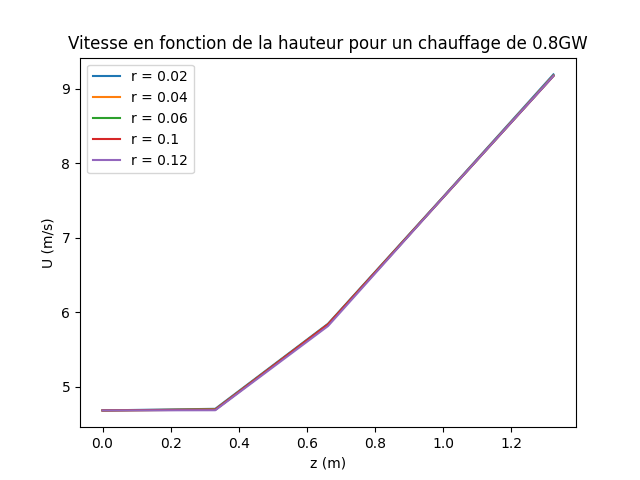 Vitesse en fonction de la hauteur pour un chauffage de 0.8GW
r = 0.02
r = 0.04
r = 0.06
r = 0.1
r = 0.12
9
8
7
6
5
U (m/s)
0.0 0.2 0.4 0.6 0.8 1.0 1.2
z (m)